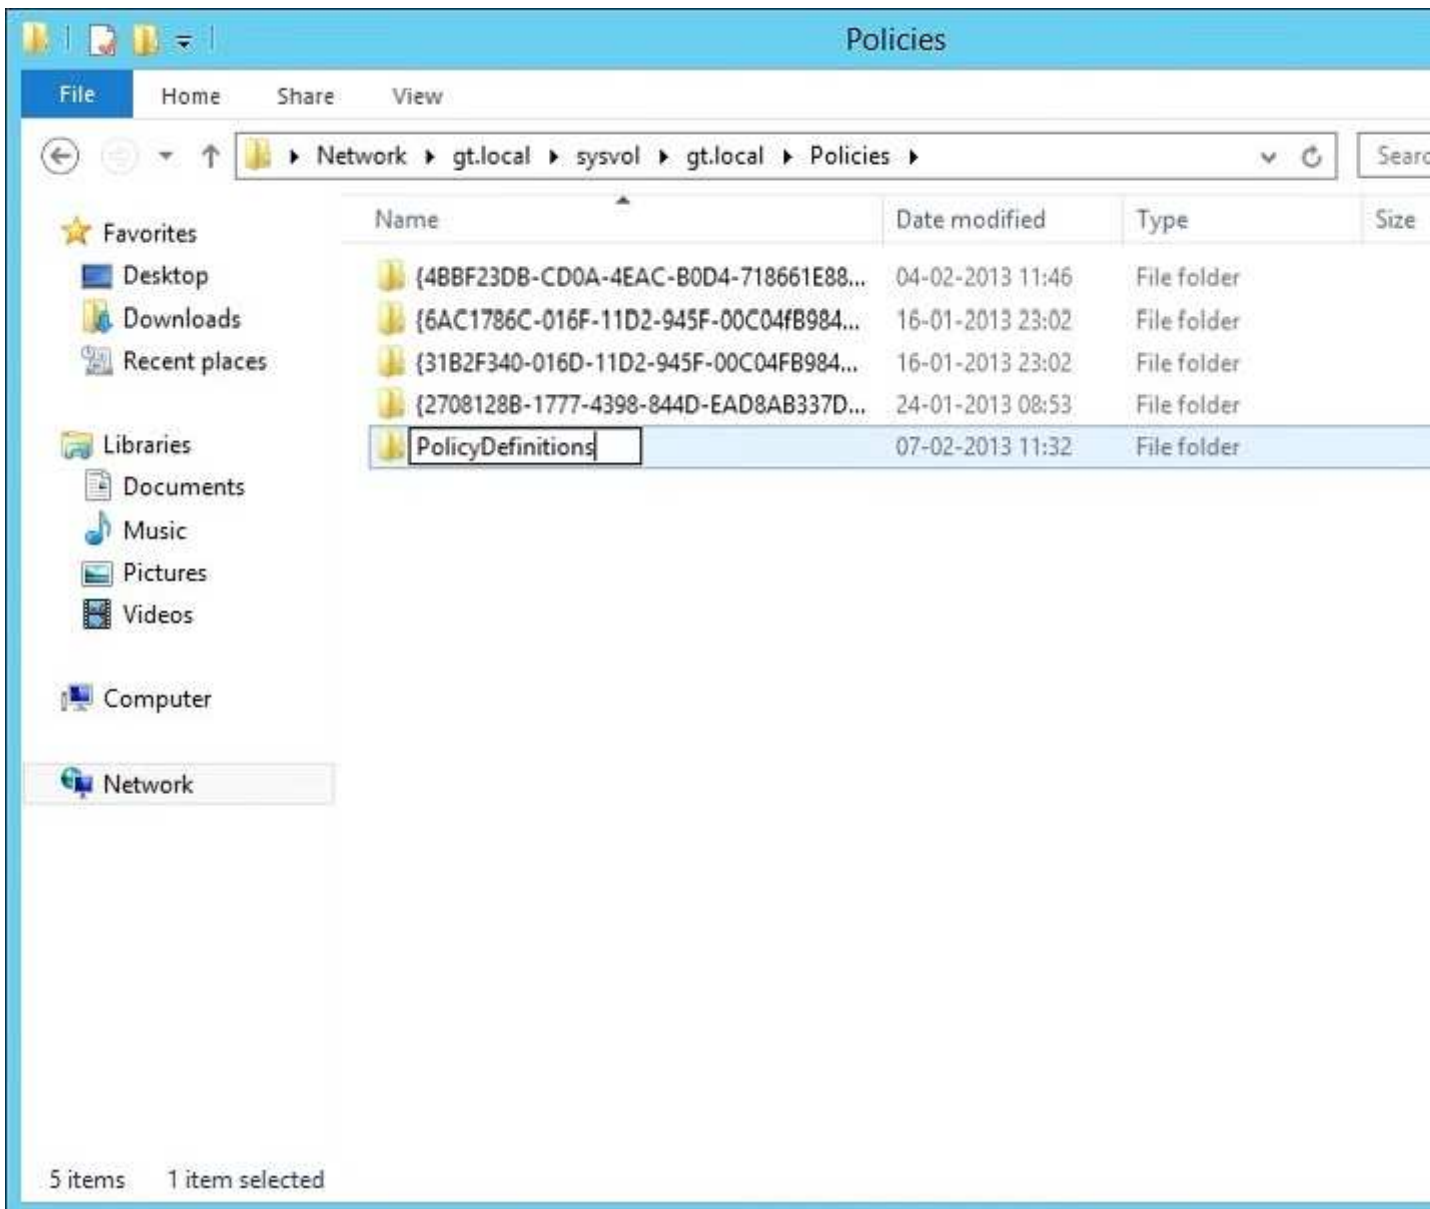 Policies
File Home Share View
Network gt.local sysvol gt.local Policies Searc
Name Date modified Type Size
Favorites
Desktop
Downloads
Recent places
Libraries
Documents
Music
Pictures
Videos
Computer
Network
{4BBF23DB-CD0A-4EAC-B0D4-718661E88... 04-02-2013 11:46 File folder
{6AC1786C-016F-11D2-945F-00C04fB984... 16-01-2013 23:02 File folder
{31B2F340-016D-11D2-945F-00C04FB984... 16-01-2013 23:02 File folder
{2708128B-1777-4398-844D-EAD8AB337D... 24-01-2013 08:53 File folder
PolicyDefinitions 07-02-2013 11:32 File folder
5 items 1 item selected